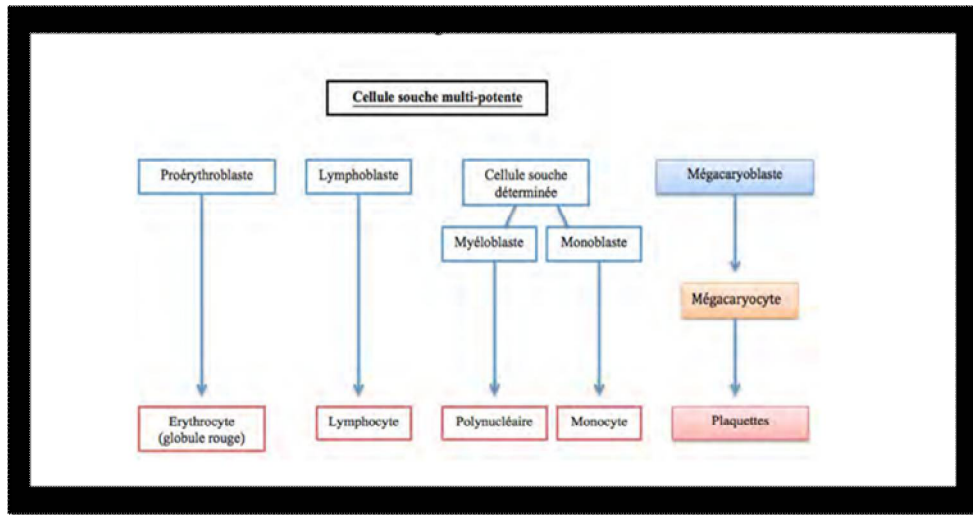 Cellule souche multi-potente
Proérythroblaste
Lymphoblaste
Cellule souche
déterminée
Mégacaryoblaste
Myéloblaste
Monoblaste
Mégacaryocyte
Erythrocyte
(globule rouge)
Lymphocyte
Polynucléaire
Monocyte
Plaquettes